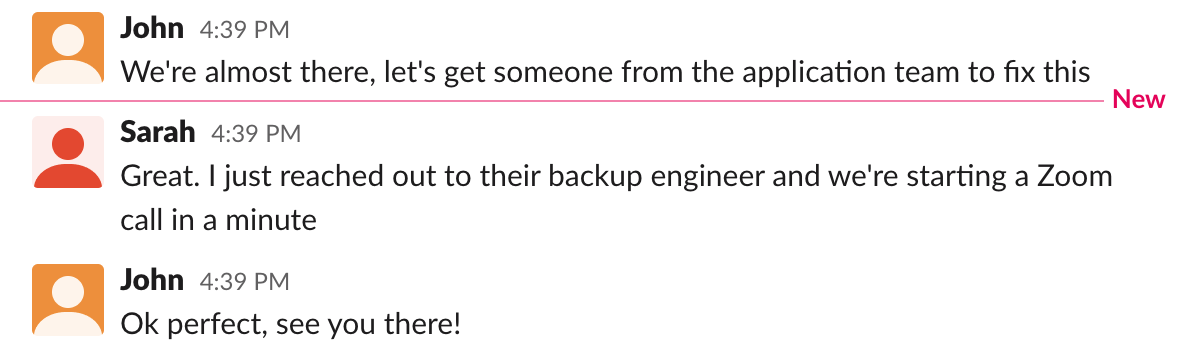 John 4:39 PM
We're almost there, let's get someone from the application team to fix this
New
Sarah 4:39 PM
Great. I just reached out to their backup engineer and we're starting a Zoom
call in a minute
John 4:39 PM
Ok perfect, see you there!